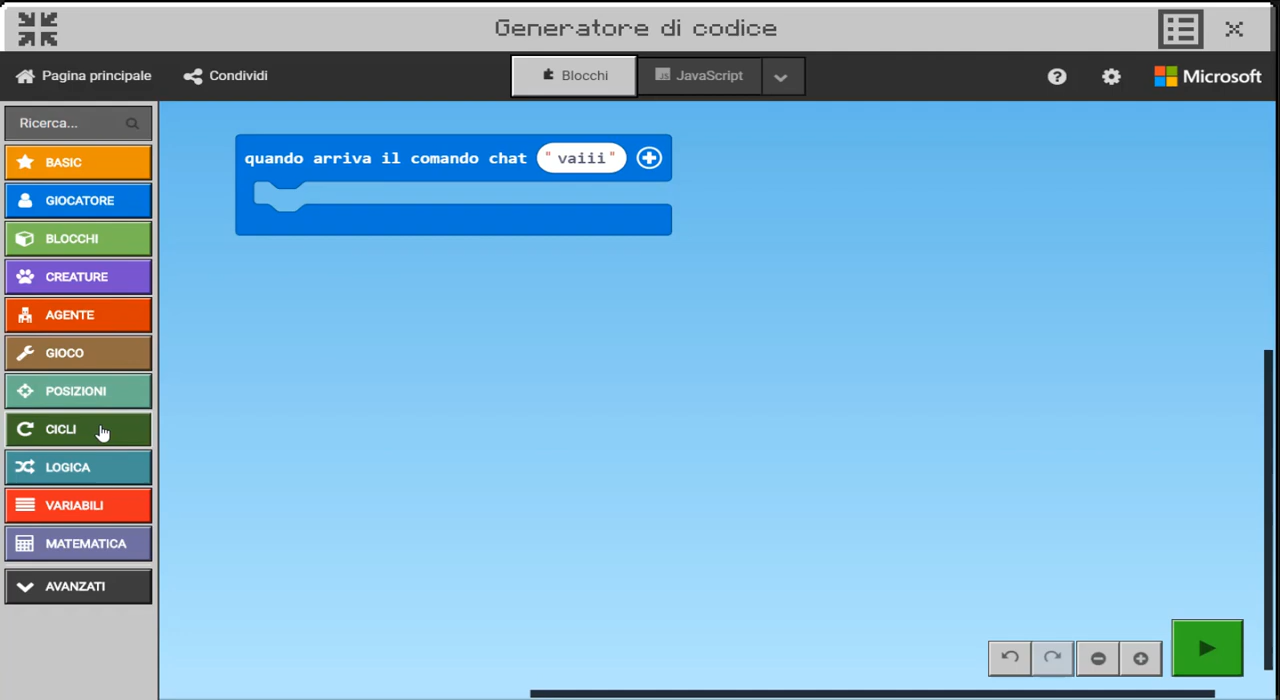 Generatore di codice
Pagina principale
Condividi
Blocchi
JS JavaScript
Microsoft
Ricerca...
BASIC
GIOCATORE
BLOCCHI
CREATURE
AGENTE
GIOCO
POSIZIONI
CICLI
LOGICA
VARIABILI
MATEMATICA
AVANZATI
quando arriva il comando chat "vaiii"